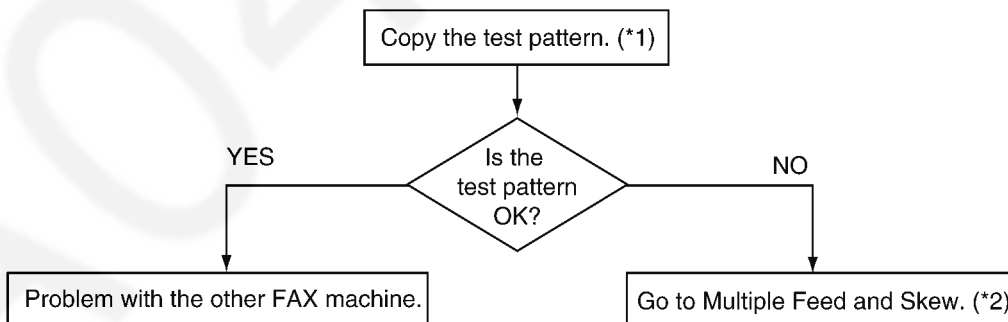 Copy the test pattern. (*1)
Is the
test pattern
OK?
YES
NO
Problem with the other FAX machine.
Go to Multiple Feed and Skew. (*2)